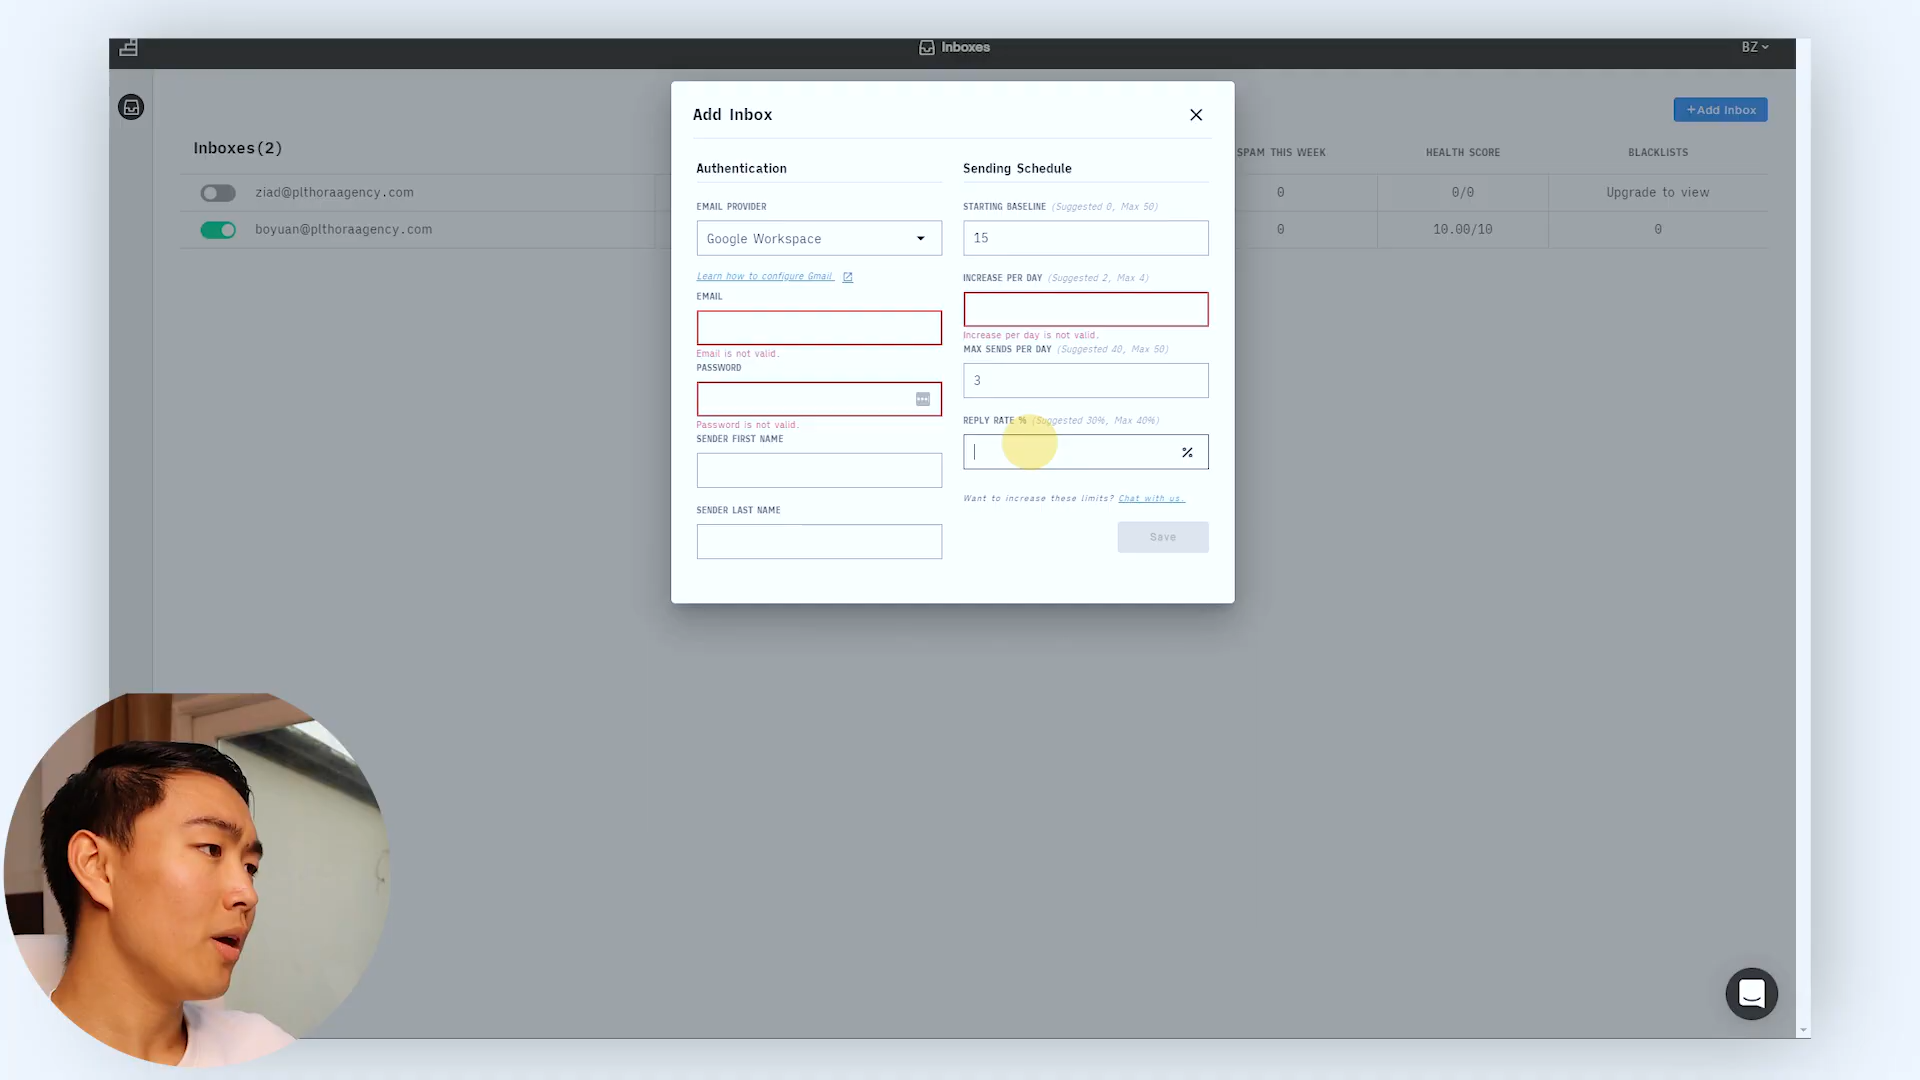 Inboxes
BZ
Add Inbox
+Add Inbox
Inboxes(2)
SPAM THIS WEEK
HEALTH SCORE
BLACKLISTS
ziad@plthoraagency.com
0
0/0
Upgrade to view
boyuan@plthoraagency.com
0
10.00/10
0
Authentication
EMAIL PROVIDER
Google Workspace
Learn how to configure Gmail
EMAIL
Email is not valid.
PASSWORD
Password is not valid.
SENDER FIRST NAME
SENDER LAST NAME
Sending Schedule
STARTING BASELINE (Suggested 0, Max 50)
15
INCREASE PER DAY (Suggested 2, Max 4)
Increase per day is not valid.
MAX SENDS PER DAY (Suggested 40, Max 50)
3
REPLY RATE % (Suggested 30%, Max 40%)
%
Want to increase these limits? Chat with us.
Save